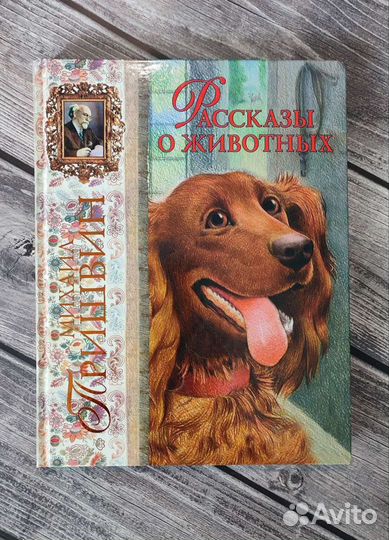 Рассказы
о животных
Михаил
Пришвин
Avito